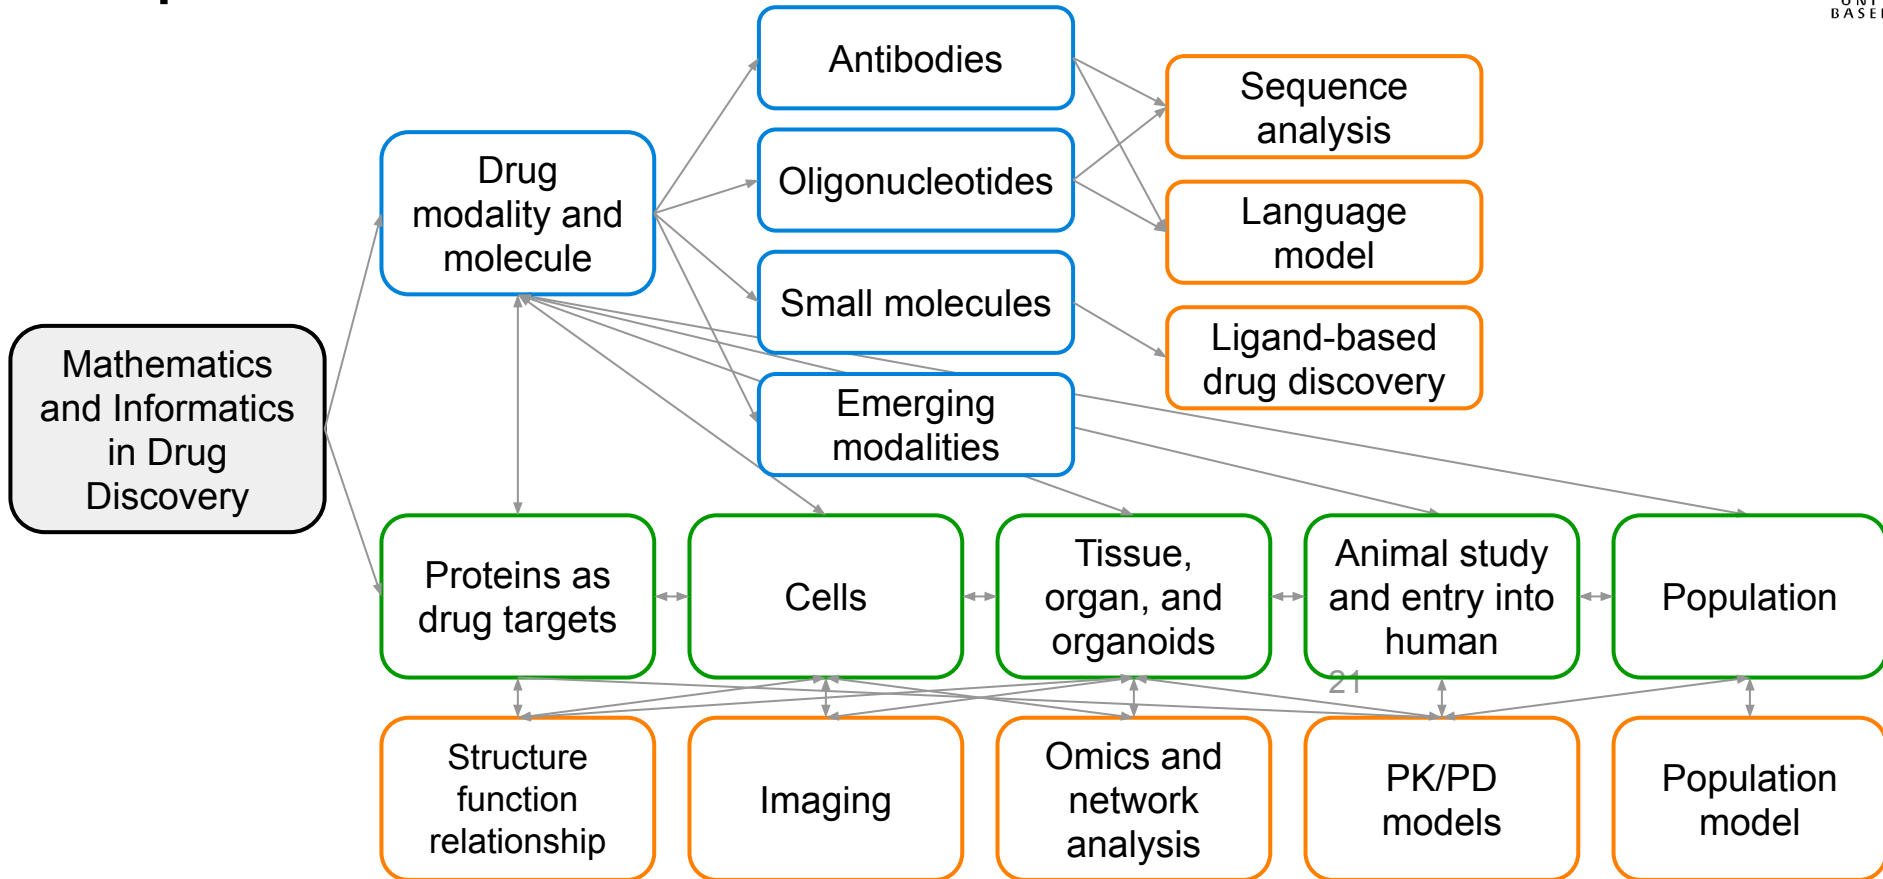 BASEL
Antibodies
Sequence
analysis
Drug
modality and
molecule
Oligonucleotides
Language
model
Small molecules
Ligand-based
drug discovery
Mathematics
and Informatics
in Drug
Discovery
Emerging
modalities
Proteins as
drug targets
Cells
Tissue,
organ, and
organoids
Animal study
and entry into
human
Population
21
Structure
function
relationship
Imaging
Omics and
network
analysis
PK/PD
models
Population
model